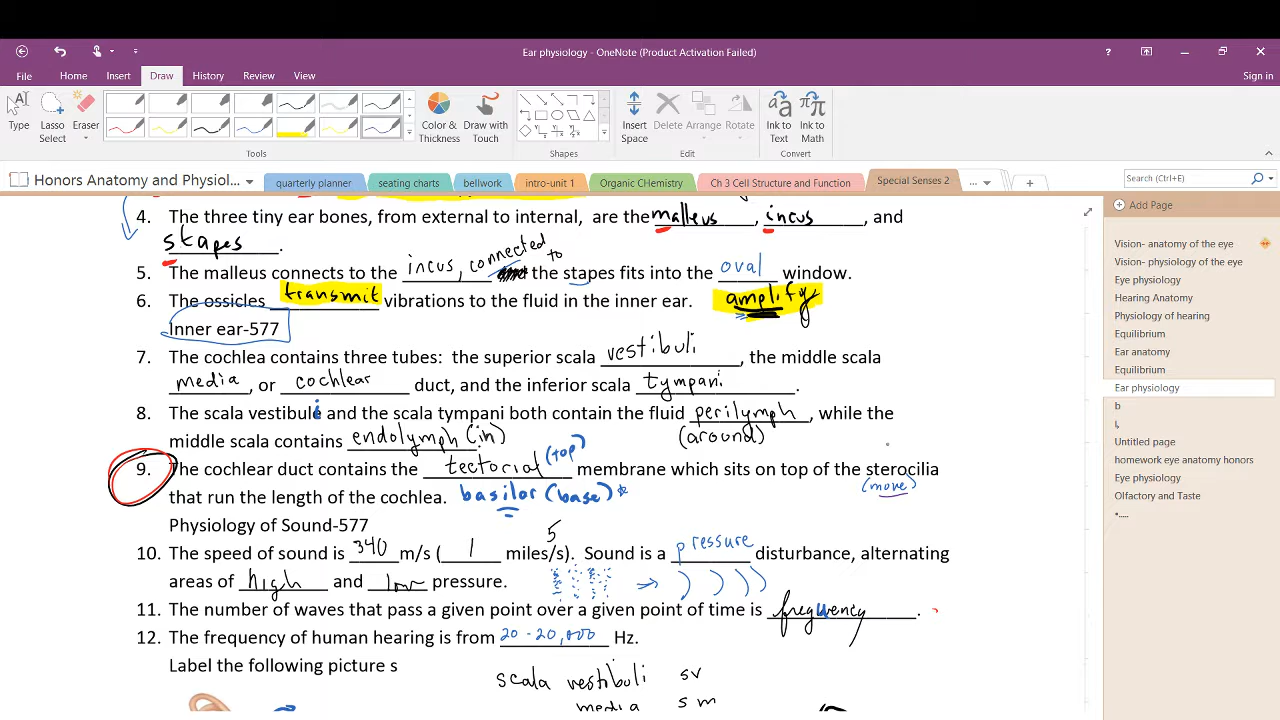 Ear physiology - OneNote (Product Activation Failed)
File Home Insert Draw History Review View Sign in
Type Lasso Select Eraser Color & Thickness Draw with Touch Insert Space Delete Arrange Rotate Ink to Text Ink to Math
Tools Shapes Edit Convert
Honors Anatomy and Physiol... quarterly planner seating charts bellwork intro-unit 1 Organic CHemistry Ch 3 Cell Structure and Function Special Senses 2 ... Search (Ctrl+E)
4. The three tiny ear bones, from external to internal, are the malleus, incus, and
stapes.
5. The malleus connects to the incus, connected to the stapes fits into the oval window.
6. The ossicles transmit vibrations to the fluid in the inner ear. amplify
Inner ear-577
7. The cochlea contains three tubes: the superior scala vestibuli, the middle scala
media, or cochlear duct, and the inferior scala tympani.
8. The scala vestibuli and the scala tympani both contain the fluid perilymph, while the
middle scala contains endolymph (in) (around)
9. The cochlear duct contains the tectorial (top) membrane which sits on top of the sterocilia
that run the length of the cochlea. basilar (base) * (move)
Physiology of Sound-577
10. The speed of sound is 340 m/s (1 miles/s). 5 Sound is a pressure disturbance, alternating
areas of high and low pressure.
11. The number of waves that pass a given point over a given point of time is frequency.
12. The frequency of human hearing is from 20-20,000 Hz.
Label the following picture s
scala vestibuli sv
media sm
Add Page
Vision- anatomy of the eye
Vision- physiology of the eye
Eye physiology
Hearing Anatomy
Physiology of hearing
Equilibrium
Ear anatomy
Equilibrium
Ear physiology
b
Untitled page
homework eye anatomy honors
Eye physiology
Olfactory and Taste